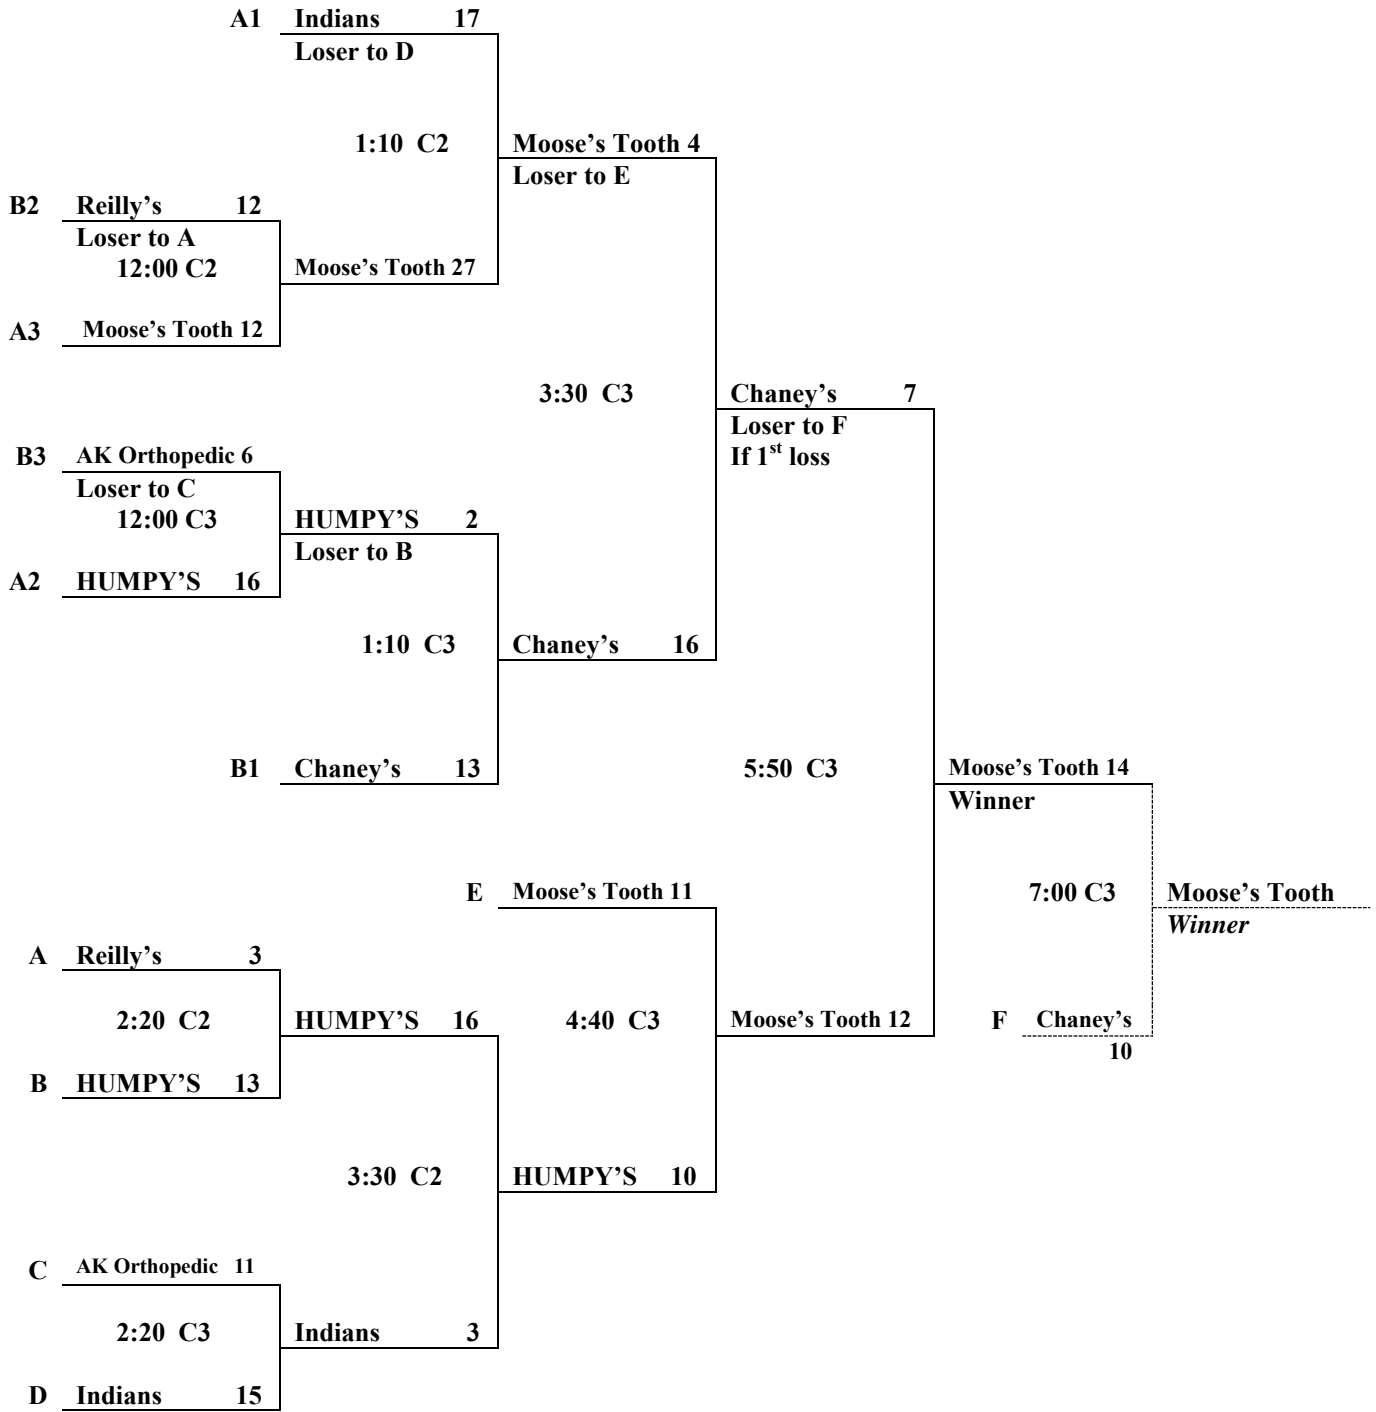 A1 Indians 17
Loser to D
1:10 C2 Moose’s Tooth 4
Loser to E
B2 Reilly’s 12
Loser to A
12:00 C2 Moose’s Tooth 27
A3 Moose’s Tooth 12
3:30 C3 Chaney’s 7
Loser to F
If 1st loss
B3 AK Orthopedic 6
Loser to C
12:00 C3 HUMPY’S 2
Loser to B
A2 HUMPY’S 16
1:10 C3 Chaney’s 16
B1 Chaney’s 13 5:50 C3 Moose’s Tooth 14
Winner
E Moose’s Tooth 11 7:00 C3 Moose’s Tooth
Winner
A Reilly’s 3
2:20 C2 HUMPY’S 16 4:40 C3 Moose’s Tooth 12 F Chaney’s
10
B HUMPY’S 13
3:30 C2 HUMPY’S 10
C AK Orthopedic 11
2:20 C3 Indians 3
D Indians 15